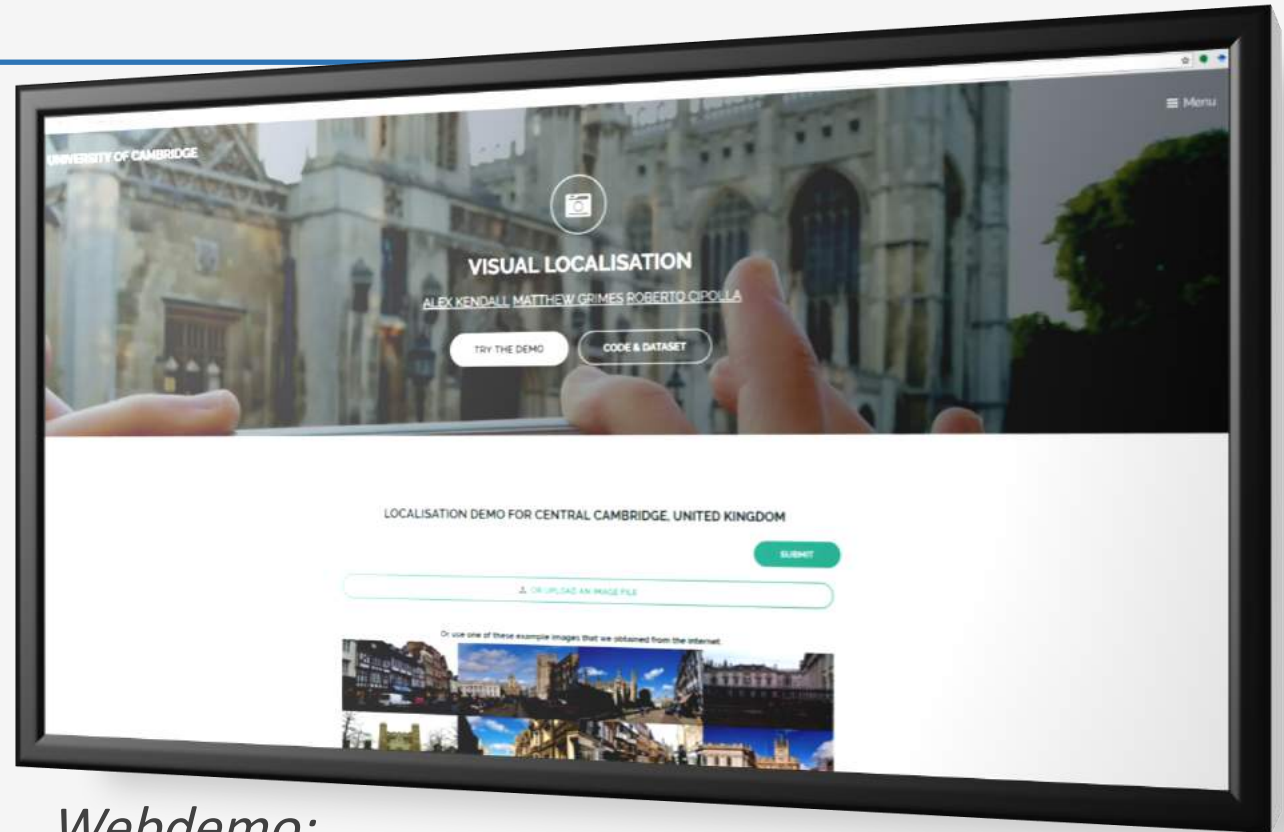 Menu
UNIVERSITY OF CAMBRIDGE
VISUAL LOCALISATION
ALEX KENDALL MATTHEW GRIMES ROBERTO CIPOLLA
TRY THE DEMO
CODE & DATASET
LOCALISATION DEMO FOR CENTRAL CAMBRIDGE, UNITED KINGDOM
SUBMIT
OR UPLOAD AN IMAGE FILE
Or use one of these example images that we obtained from the internet.
Webdemo: